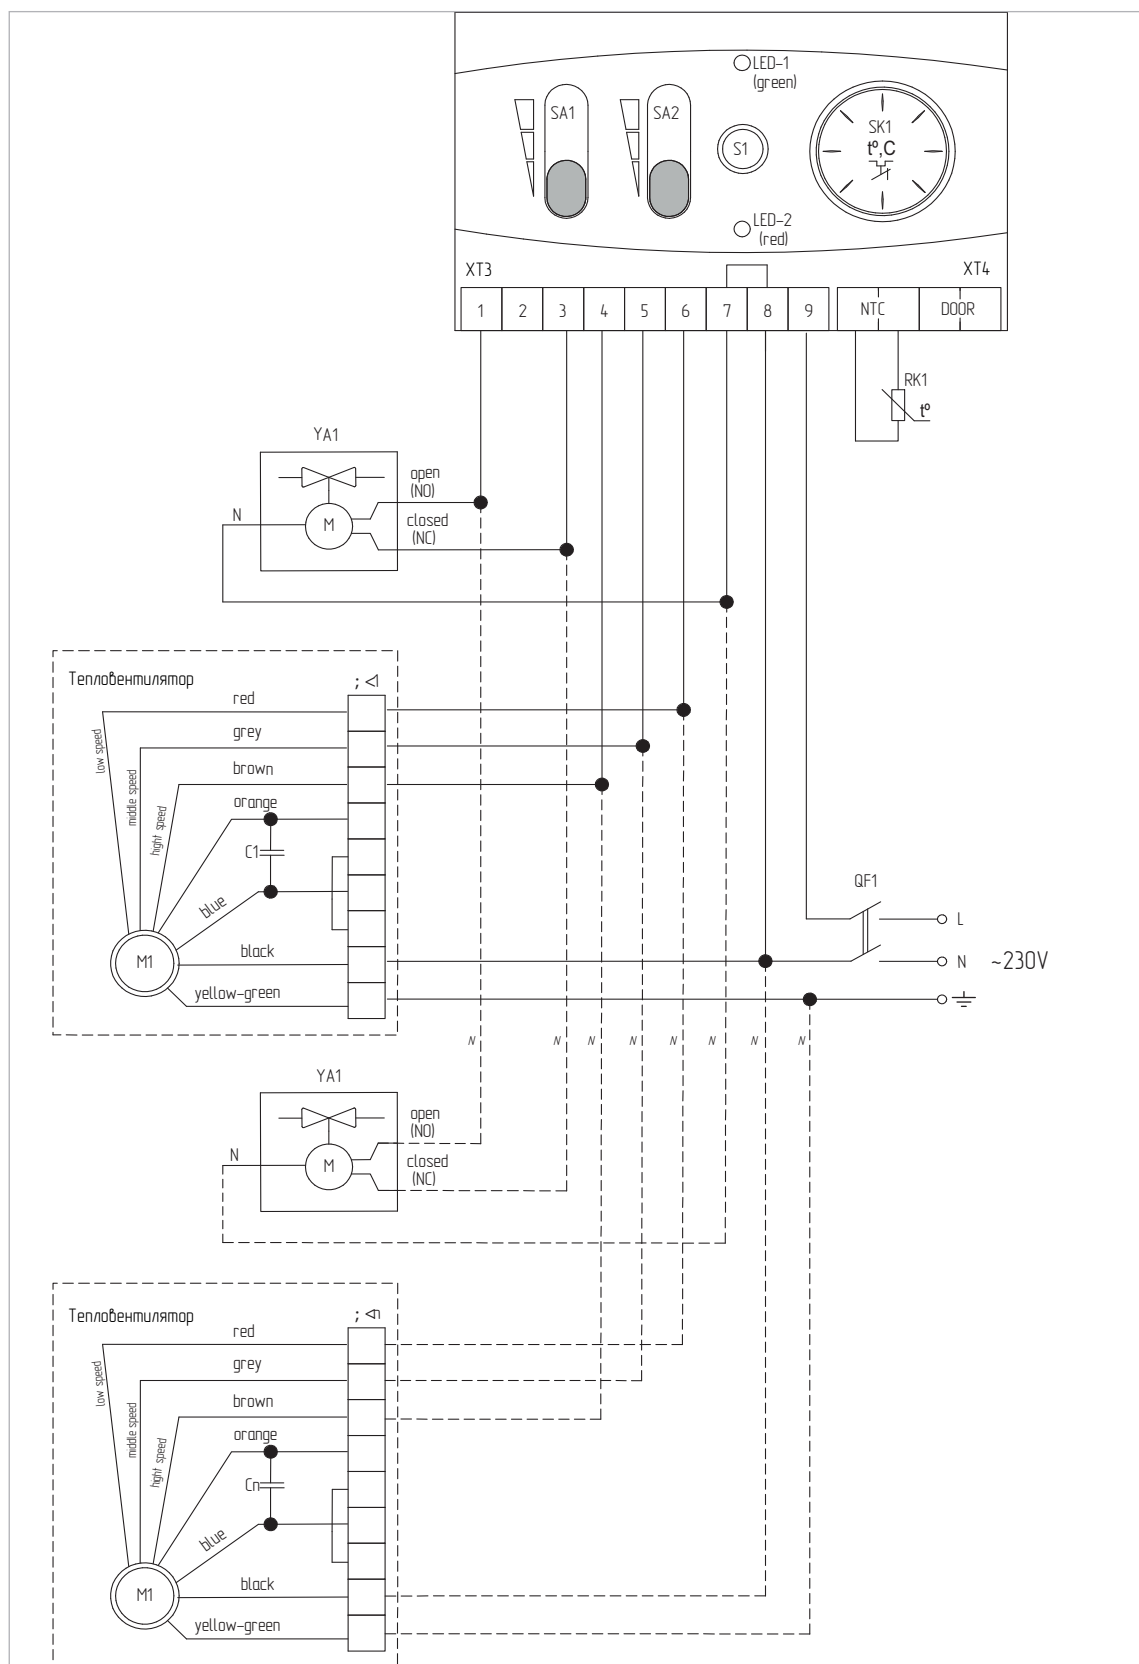 LED-1
(green)
SA1
SA2
S1
SK1
tº,C
LED-2
(red)
XT3
XT4
1 2 3 4 5 6 7 8 9
NTC
DOOR
RK1
tº
YA1
open
(NO)
N
M
closed
(NC)
Тепловентилятор
; <1
red
grey
brown
orange
low speed
middle speed
hight speed
C1
blue
M1
black
yellow-green
QF1
L
N
~230V
N N N N N N N N
YA1
open
(NO)
N
M
closed
(NC)
Тепловентилятор
; <n
red
grey
brown
orange
low speed
middle speed
hight speed
Cn
blue
M1
black
yellow-green